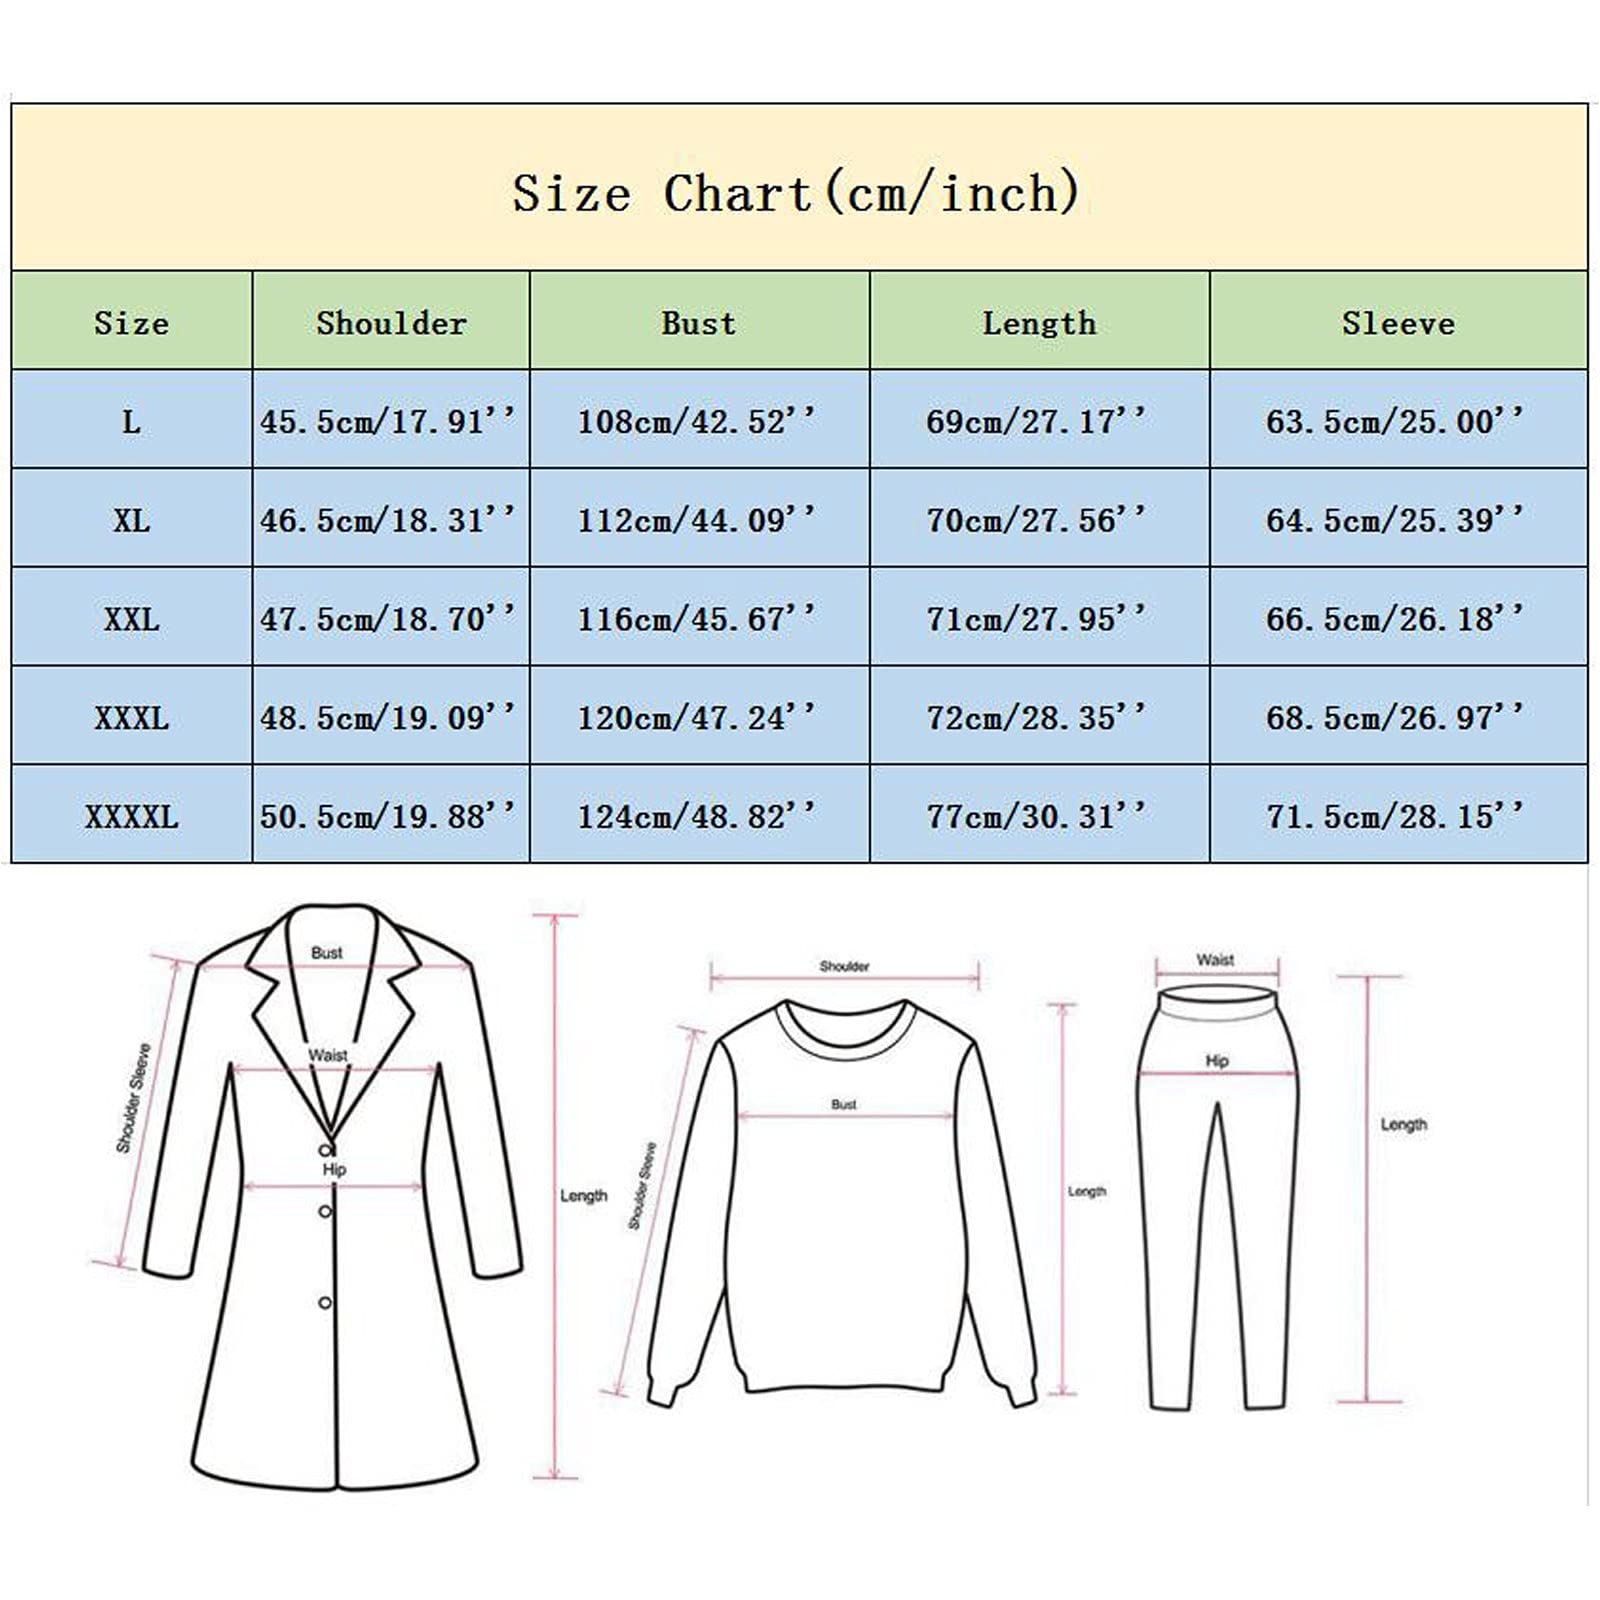 Size Chart(cm/inch)
Size Shoulder Bust Length Sleeve
L 45.5cm/17.91'' 108cm/42.52'' 69cm/27.17'' 63.5cm/25.00''
XL 46.5cm/18.31'' 112cm/44.09'' 70cm/27.56'' 64.5cm/25.39''
XXL 47.5cm/18.70'' 116cm/45.67'' 71cm/27.95'' 66.5cm/26.18''
XXXL 48.5cm/19.09'' 120cm/47.24'' 72cm/28.35'' 68.5cm/26.97''
XXXXL 50.5cm/19.88'' 124cm/48.82'' 77cm/30.31'' 71.5cm/28.15''
Bust
Shoulder Sleeve
Waist
Hip
Length
Shoulder
Bust
Shoulder Sleeve
Length
Waist
Hip
Length